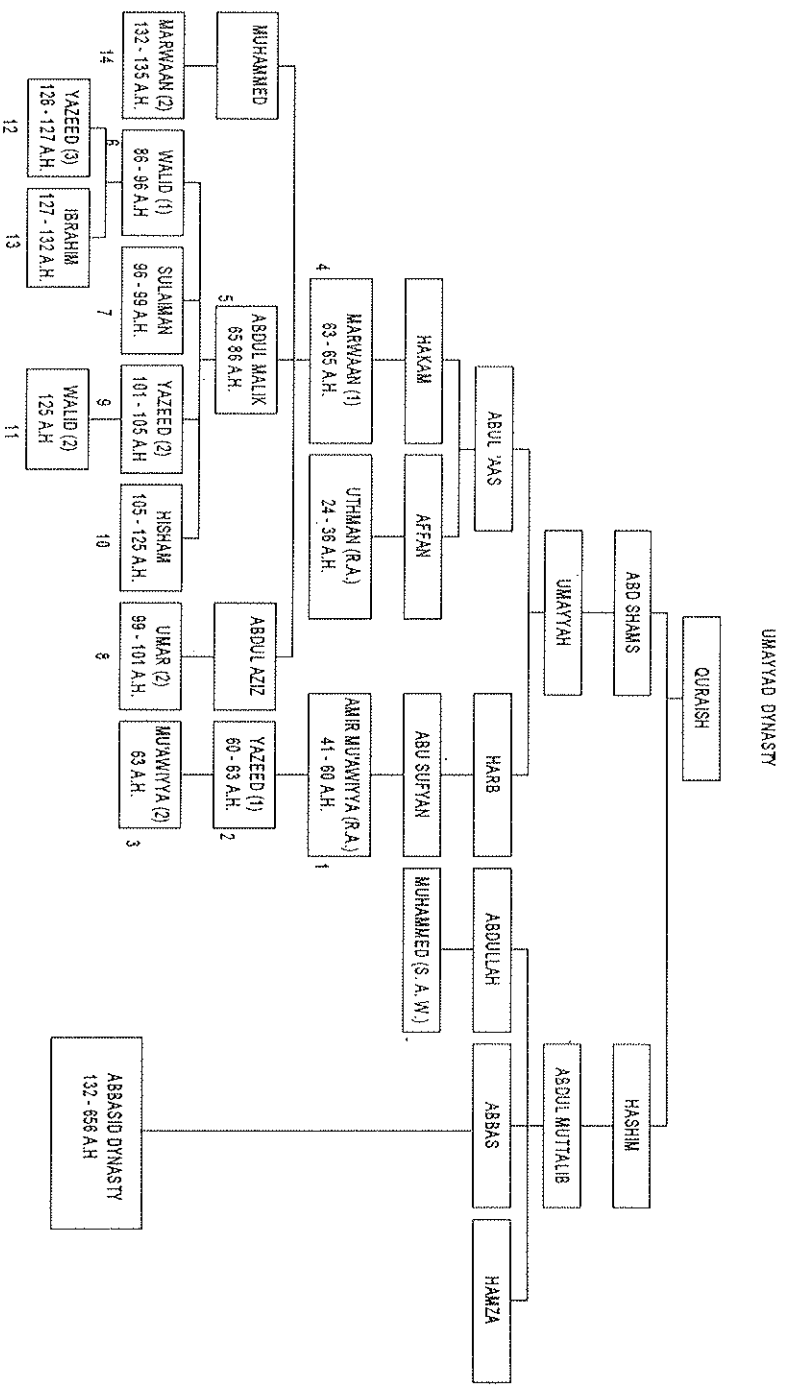 UMAYYAD DYNASTY
QURAISH
ABD SHAMS
HASHIM
UMAYYAH
ABDUL MUTTALIB
ABUL 'AAS
HARB
ABDULLAH
ABBAS
HAMZA
HAKAM
AFFAN
ABU SUFYAN
MUHAMMED (S. A. W.)
4
MARWAAN (1)
63 - 65 A.H.
UTHMAN (R.A.)
24 - 36 A.H.
AMIR MU'AWIYYA (R.A.)
41 - 60 A.H.
1
MUHAMMED
5
ABDUL MALIK
65 86 A.H.
ABDUL AZIZ
YAZEED (1)
60 - 63 A.H.
2
MARWAAN (2)
132 - 135 A.H.
14
6
WALID (1)
86 - 96 A.H
SULAIMAN
96 - 99 A.H.
7
YAZEED (2)
101 - 105 A.H
9
HISHAM
105 - 125 A.H.
10
UMAR (2)
99 - 101 A.H.
8
MU'AWIYYA (2)
63 A.H.
3
YAZEED (3)
126 - 127 A.H.
12
IBRAHIM
127 - 132 A.H.
13
WALID (2)
125 A.H
11
ABBASID DYNASTY
132 - 656 A.H